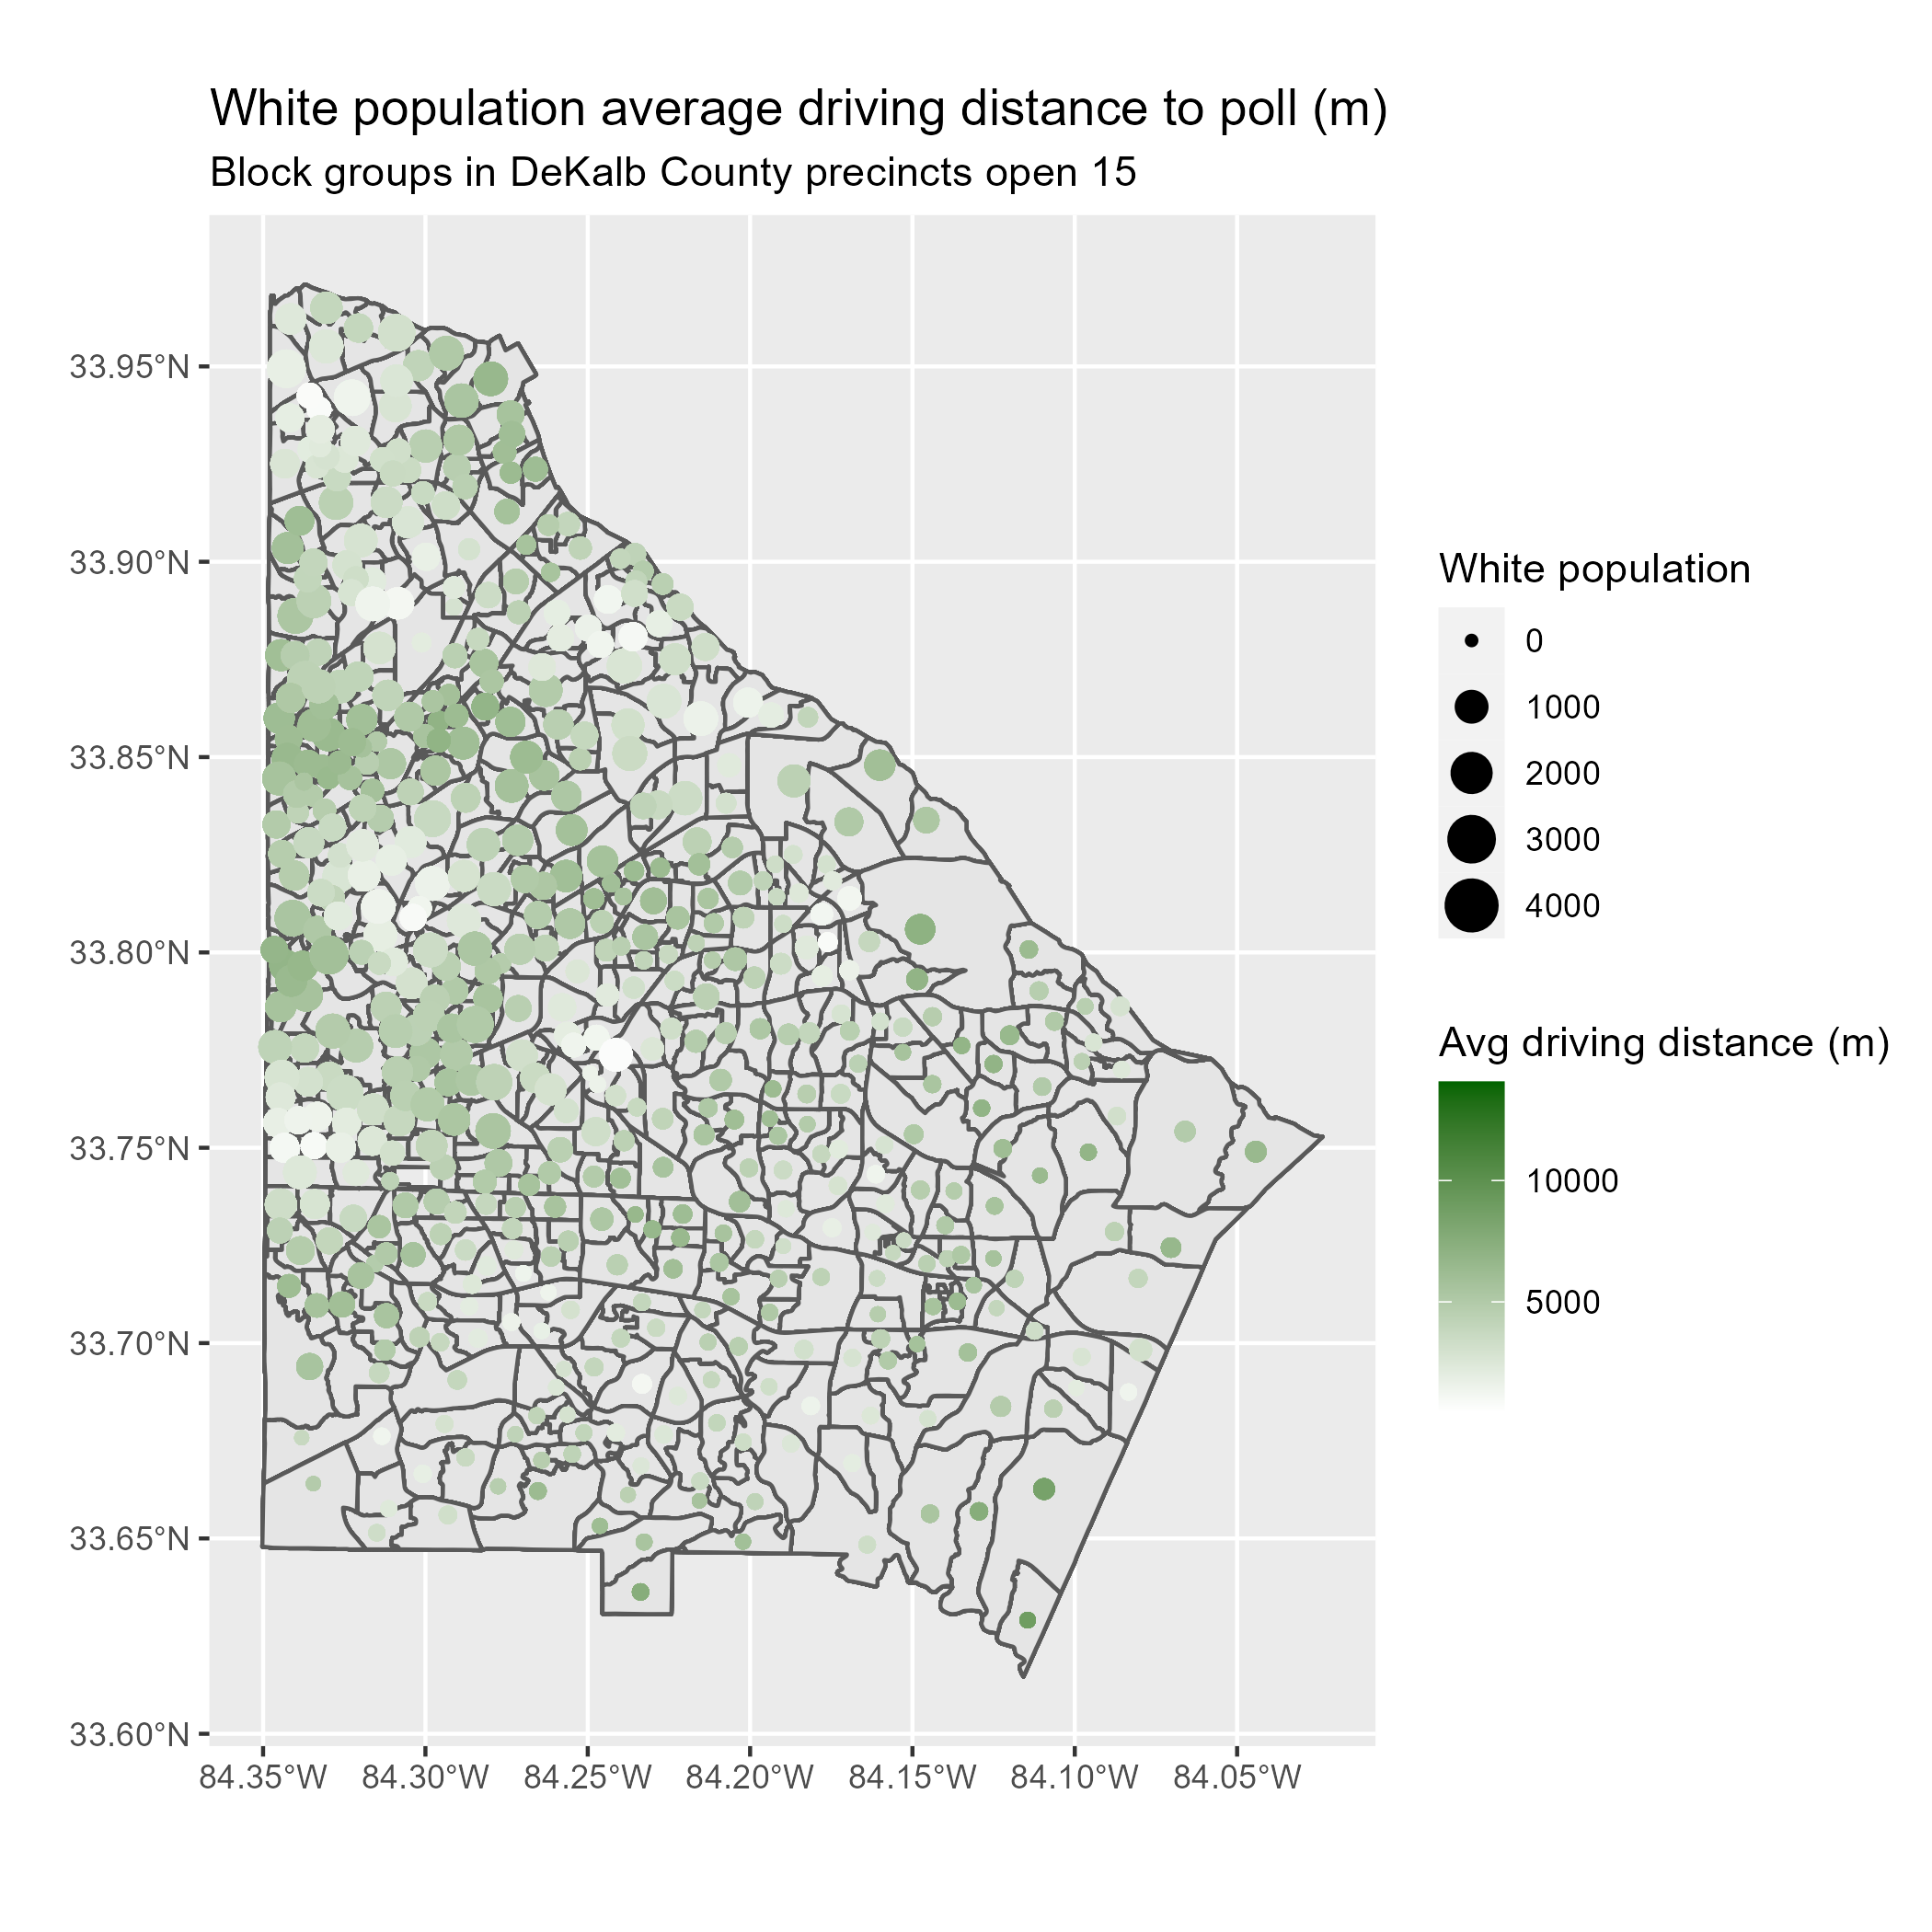 White population average driving distance to poll (m)
Block groups in DeKalb County precincts open 15
33.95°N
33.90°N
33.85°N
33.80°N
33.75°N
33.70°N
33.65°N
33.60°N
84.35°W 84.30°W 84.25°W 84.20°W 84.15°W 84.10°W 84.05°W
White population
0
1000
2000
3000
4000
Avg driving distance (m)
10000
5000